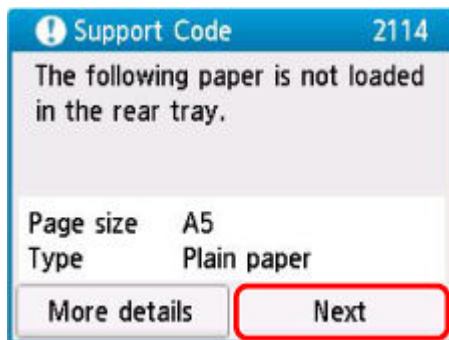 Support Code 2114
The following paper is not loaded
in the rear tray.
Page size A5
Type Plain paper
More details Next